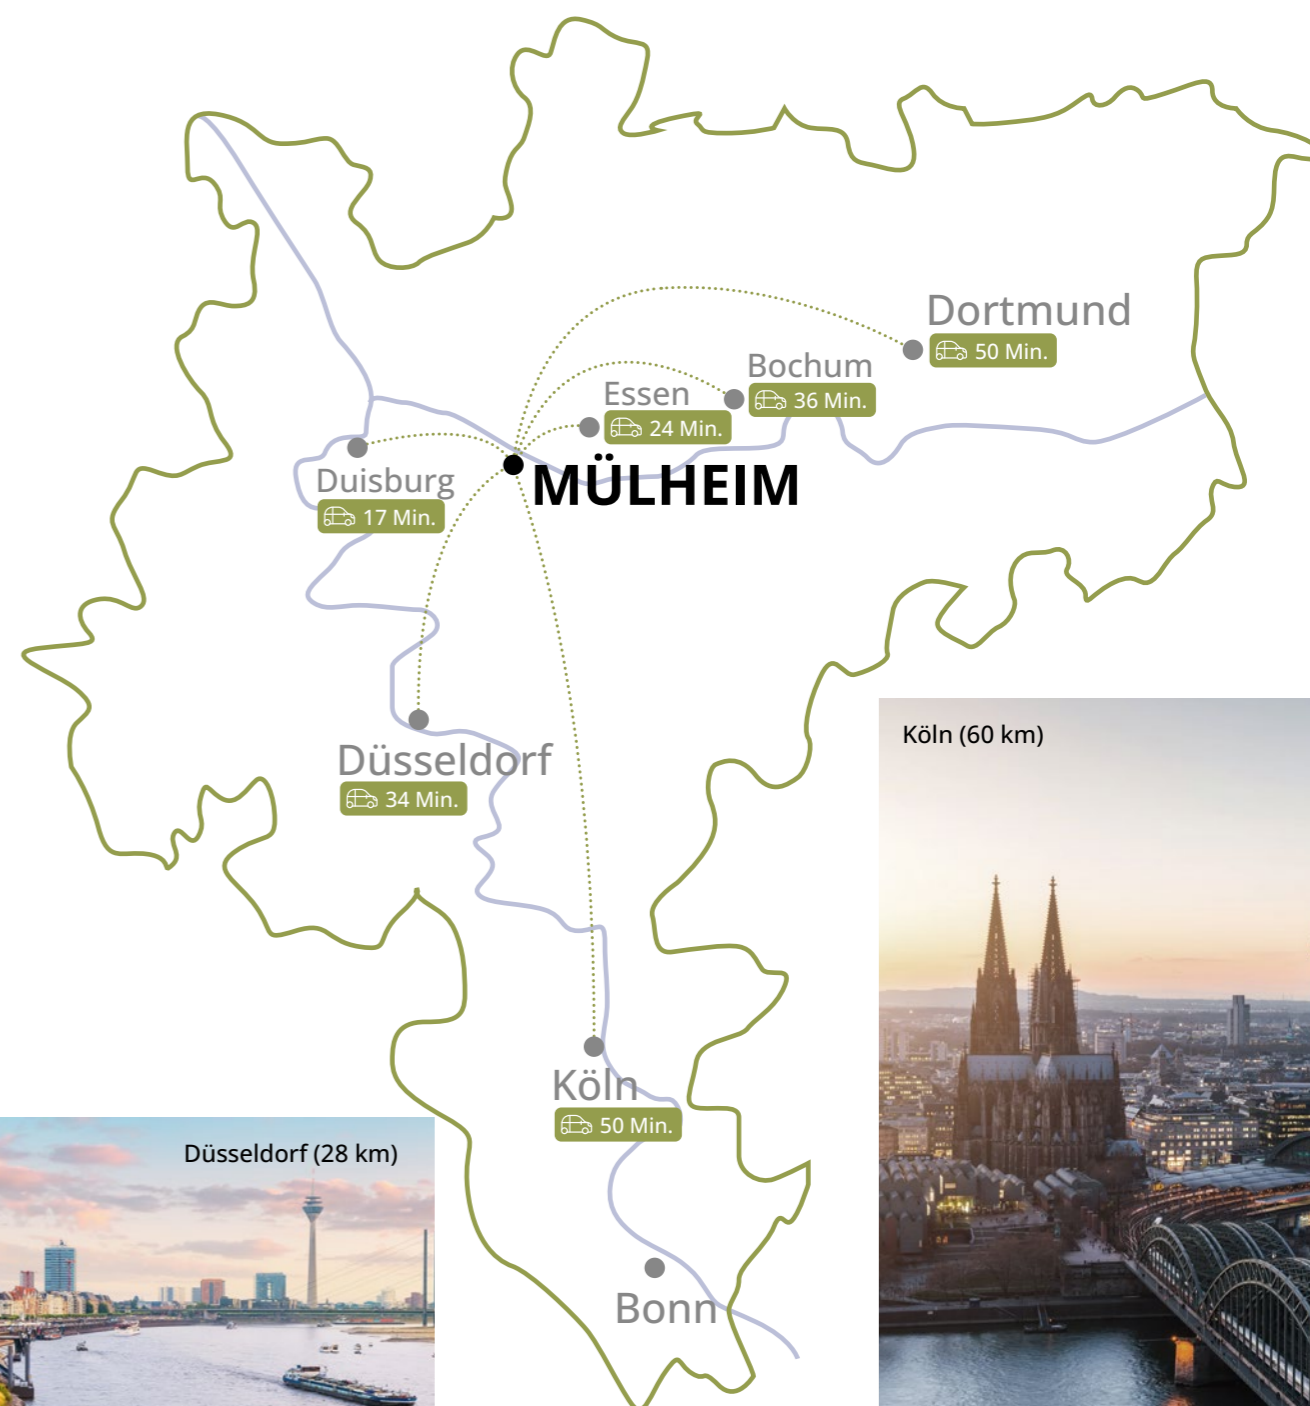 Dortmund
50 Min.
Bochum
36 Min.
Essen
24 Min.
MÜLHEIM
Duisburg
17 Min.
Düsseldorf
34 Min.
Köln (60 km)
Köln
50 Min.
Düsseldorf (28 km)
Bonn